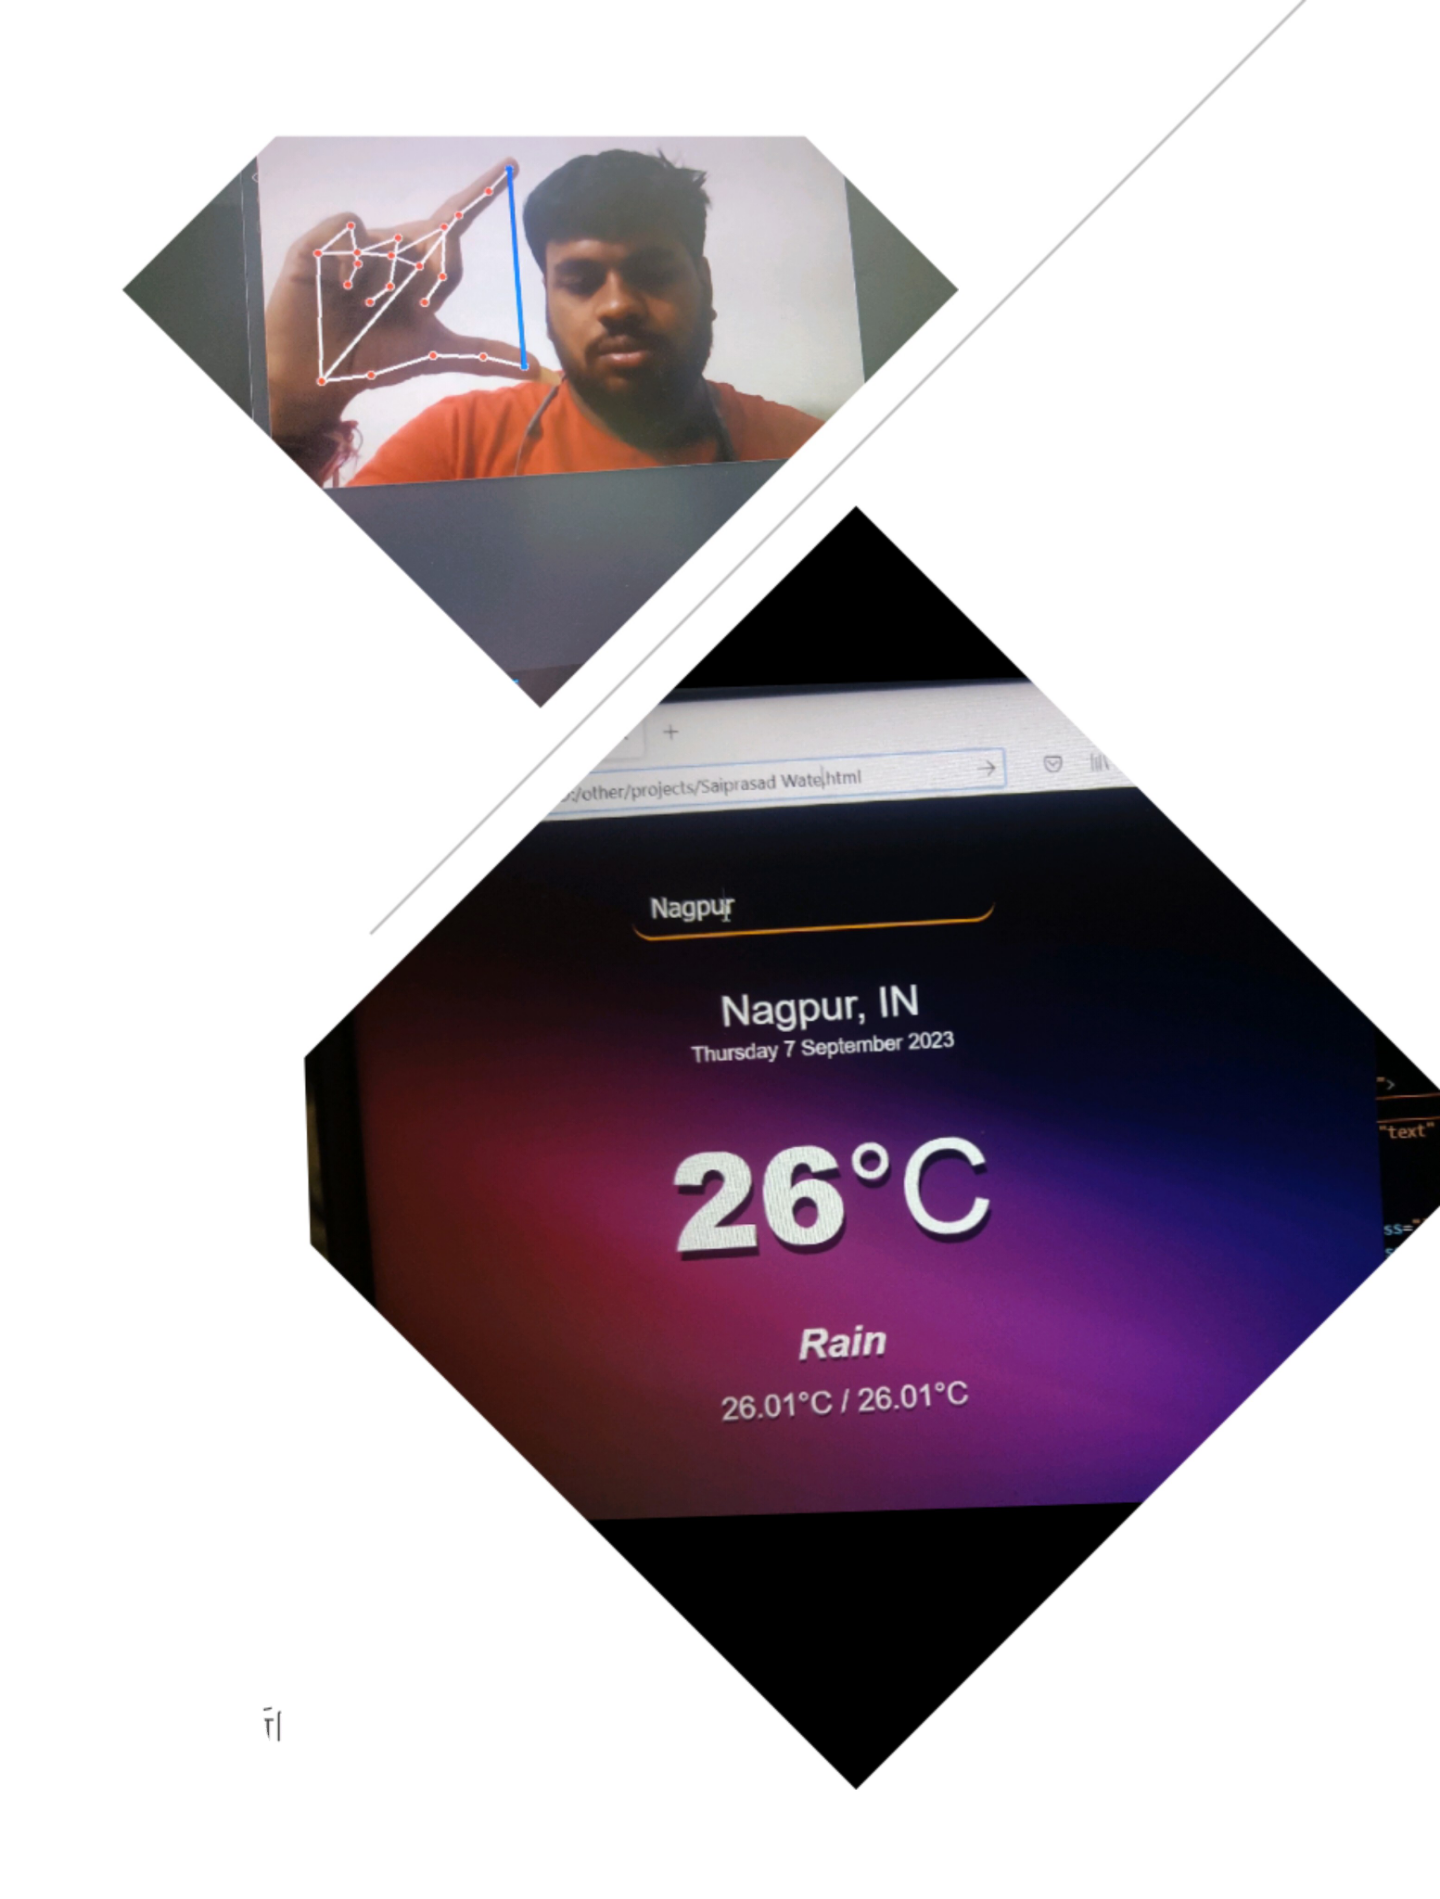 :/other/projects/Saiprasad Wate.html
Nagpur
Nagpur, IN
Thursday 7 September 2023
26°C
Rain
26.01°C / 26.01°C
">
"text"
ss="